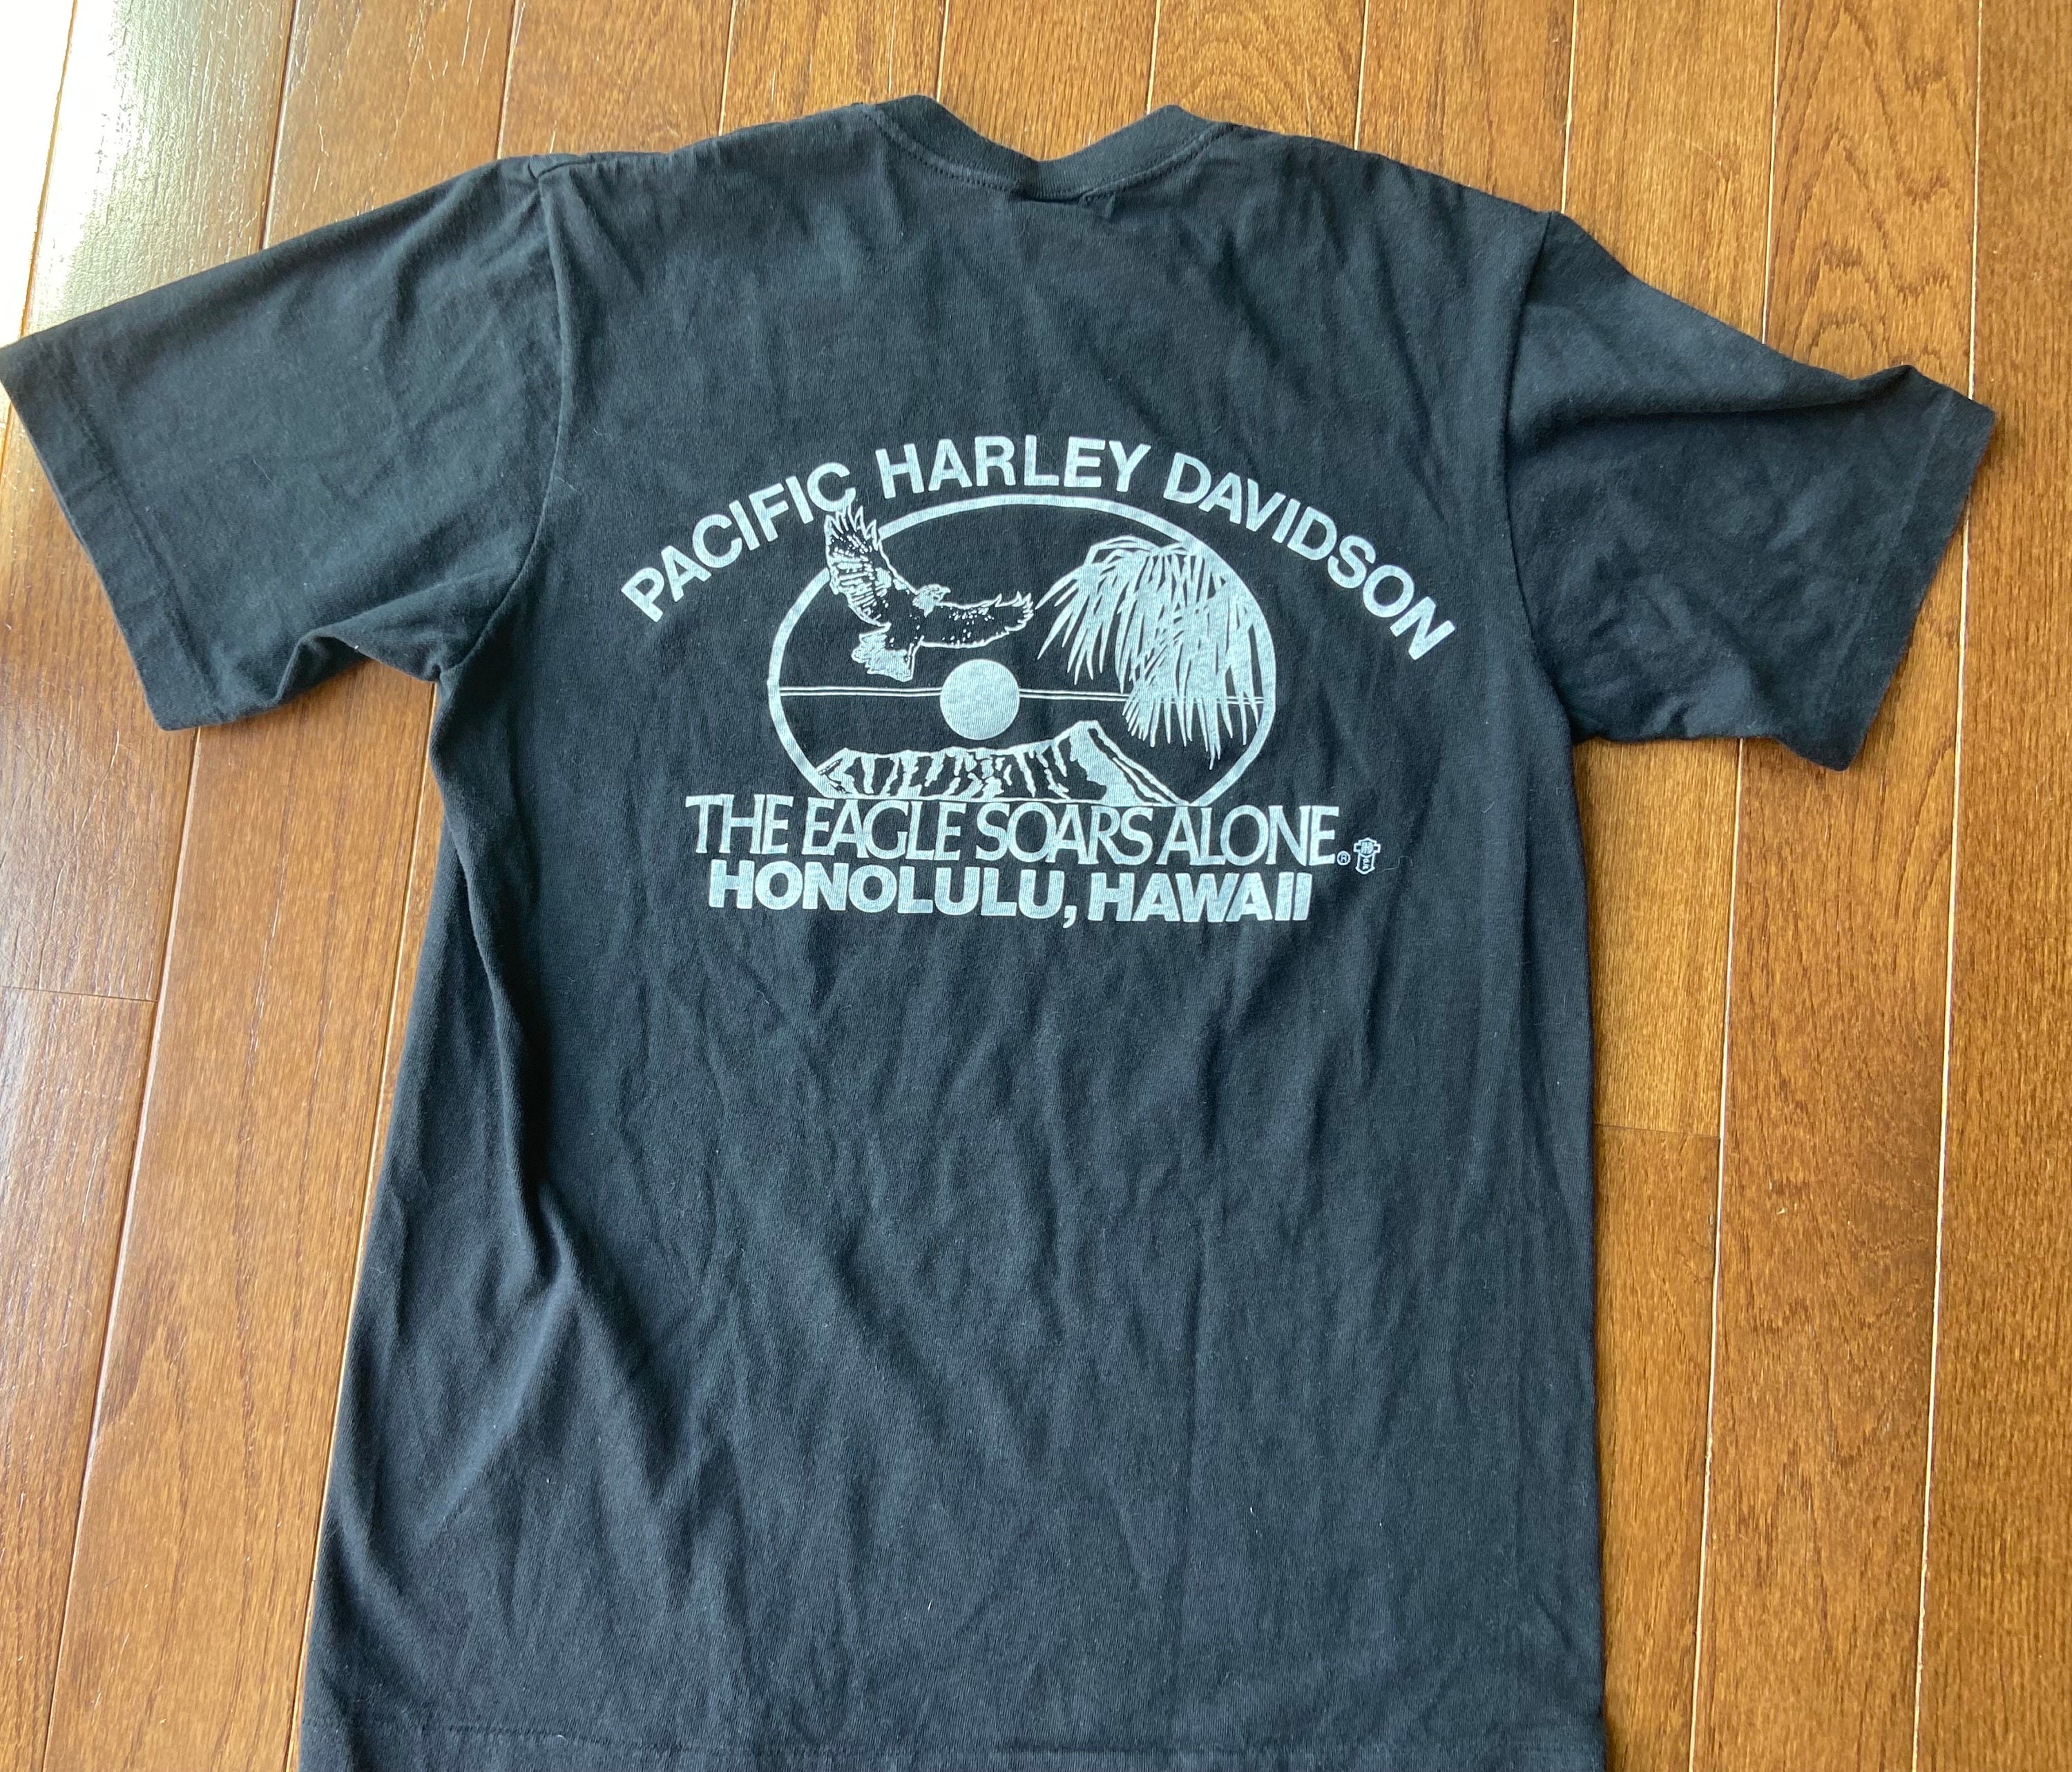 PACIFIC HARLEY DAVIDSON
THE EAGLE SOARS ALONE.®
HONOLULU, HAWAII